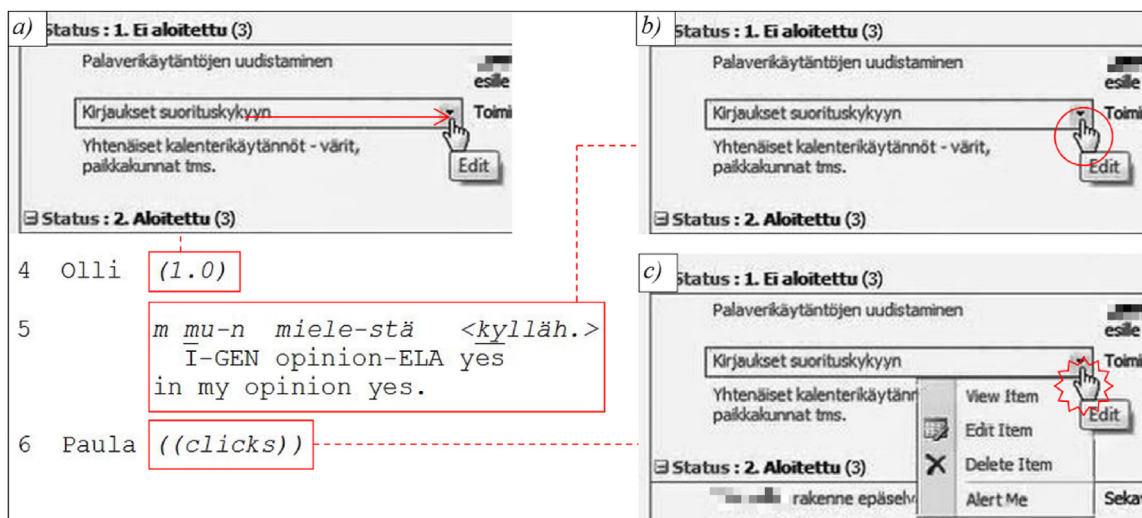 a)
Status : 1. Ei aloitettu (3)
Palaverikäytäntöjen uudistaminen
esille
Kirjaukset suorituskykyyn
Toimi
Yhtenäiset kalenterikäytännöt - värit,
paikkakunnat tms.
Edit
Status : 2. Aloitettu (3)
b)
Status : 1. Ei aloitettu (3)
Palaverikäytäntöjen uudistaminen
esille
Kirjaukset suorituskykyyn
Toimi
Yhtenäiset kalenterikäytännöt - värit,
paikkakunnat tms.
Edit
Status : 2. Aloitettu (3)
4 Olli (1.0)
5 m mu-n miele-stä <kylläh.>
I-GEN opinion-ELA yes
in my opinion yes.
6 Paula ((clicks))
c)
Status : 1. Ei aloitettu (3)
Palaverikäytäntöjen uudistaminen
esille
Kirjaukset suorituskykyyn
Toimi
Yhtenäiset kalenterikäytänn
paikkakunnat tms.
Edit
View Item
Edit Item
Delete Item
Alert Me
Status : 2. Aloitettu (3)
rakenne epäselv
Seka